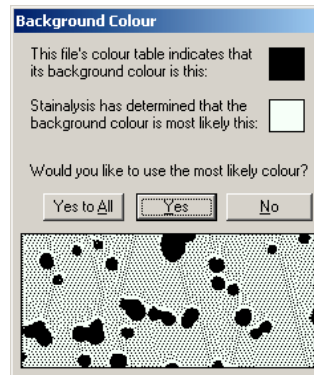 Background Colour
This file's colour table indicates that
its background colour is this:
Stainalysis has determined that the
background colour is most likely this:
Would you like to use the most likely colour?
Yes to All
Yes
No